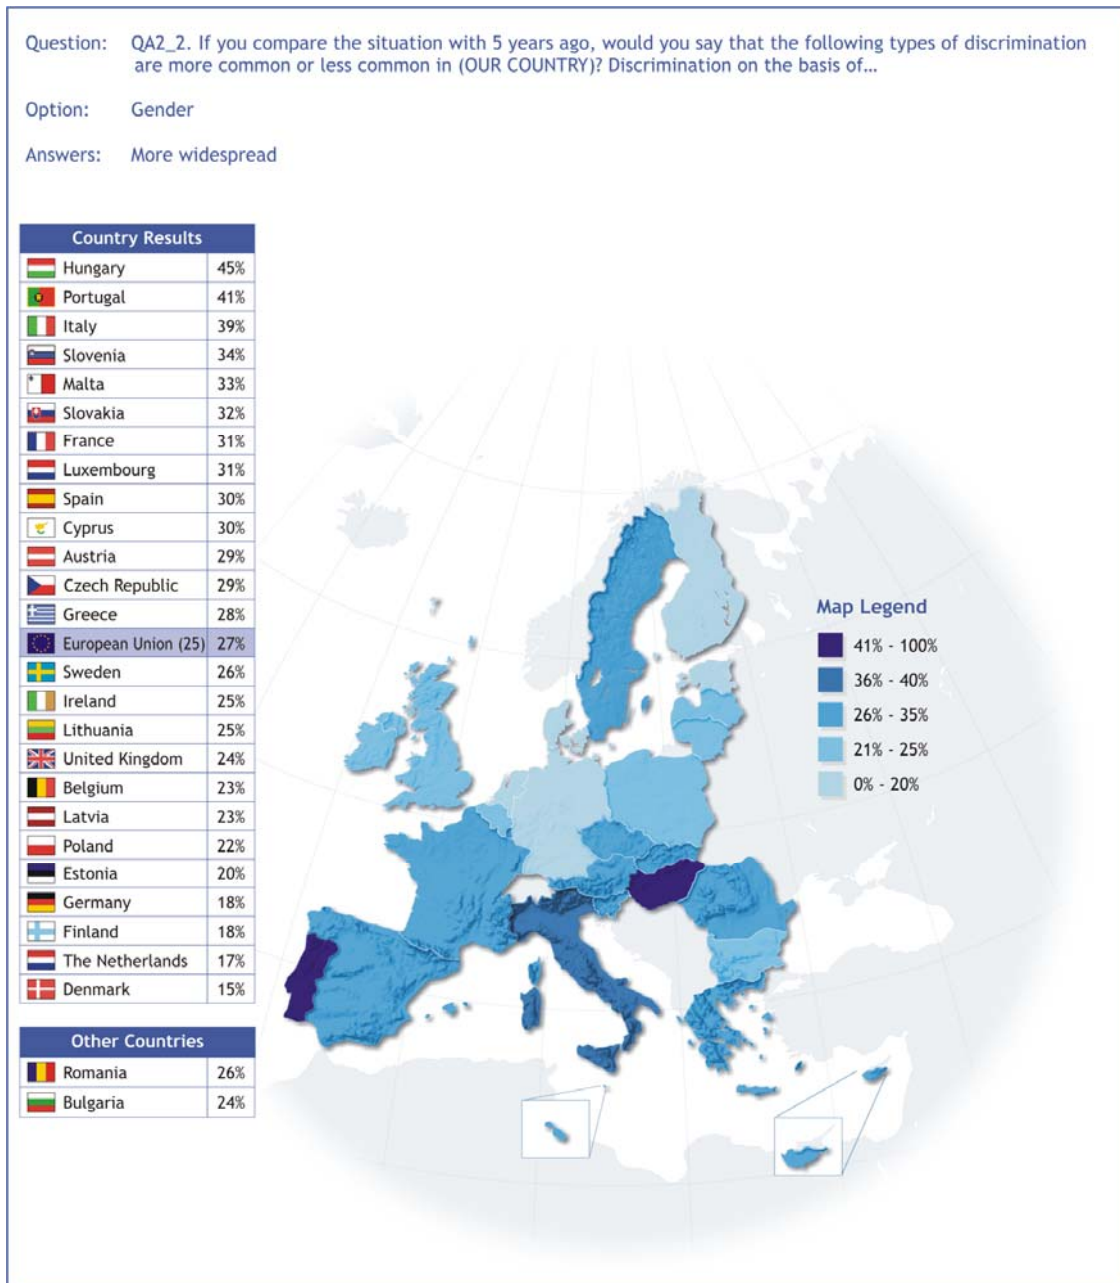 Question: QA2_2. If you compare the situation with 5 years ago, would you say that the following types of discrimination
are more common or less common in (OUR COUNTRY)? Discrimination on the basis of…
Option: Gender
Answers: More widespread
Country Results
Hungary 45%
Portugal 41%
Italy 39%
Slovenia 34%
Malta 33%
Slovakia 32%
France 31%
Luxembourg 31%
Spain 30%
Cyprus 30%
Austria 29%
Czech Republic 29%
Greece 28%
European Union (25) 27%
Sweden 26%
Ireland 25%
Lithuania 25%
United Kingdom 24%
Belgium 23%
Latvia 23%
Poland 22%
Estonia 20%
Germany 18%
Finland 18%
The Netherlands 17%
Denmark 15%
Other Countries
Romania 26%
Bulgaria 24%
Map Legend
41% - 100%
36% - 40%
26% - 35%
21% - 25%
0% - 20%